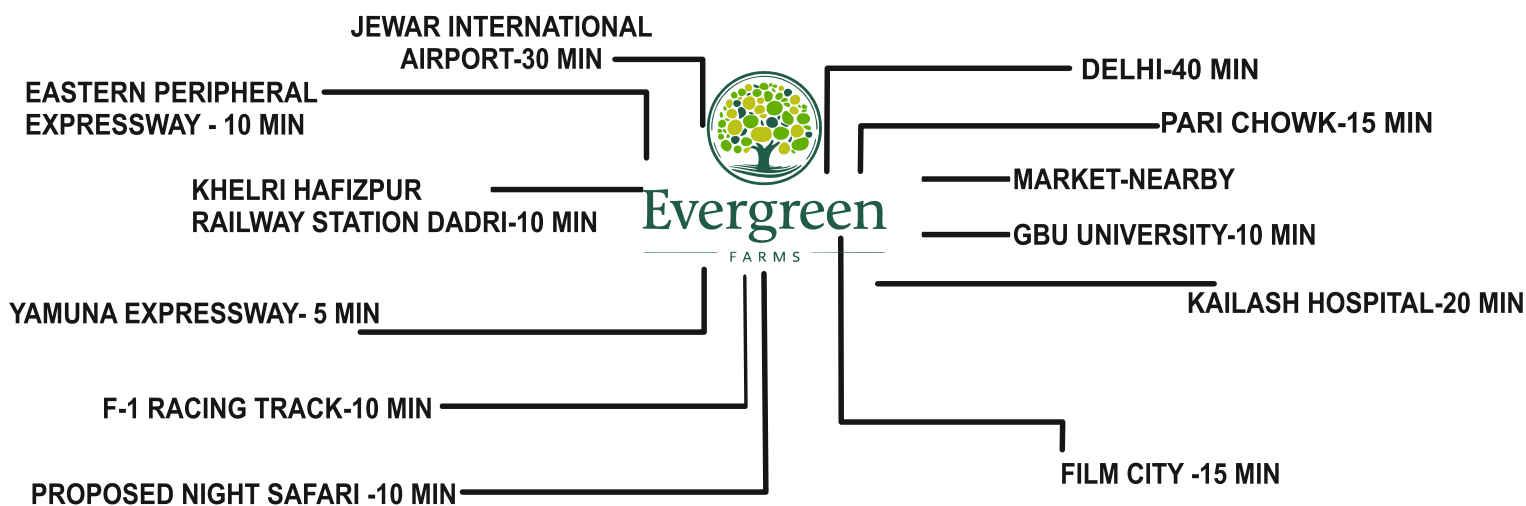 JEWAR INTERNATIONAL
AIRPORT-30 MIN
EASTERN PERIPHERAL
EXPRESSWAY - 10 MIN
KHELRI HAFIZPUR
RAILWAY STATION DADRI-10 MIN
YAMUNA EXPRESSWAY- 5 MIN
F-1 RACING TRACK-10 MIN
PROPOSED NIGHT SAFARI -10 MIN
Evergreen
FARMS
DELHI-40 MIN
PARI CHOWK-15 MIN
MARKET-NEARBY
GBU UNIVERSITY-10 MIN
KAILASH HOSPITAL-20 MIN
FILM CITY -15 MIN